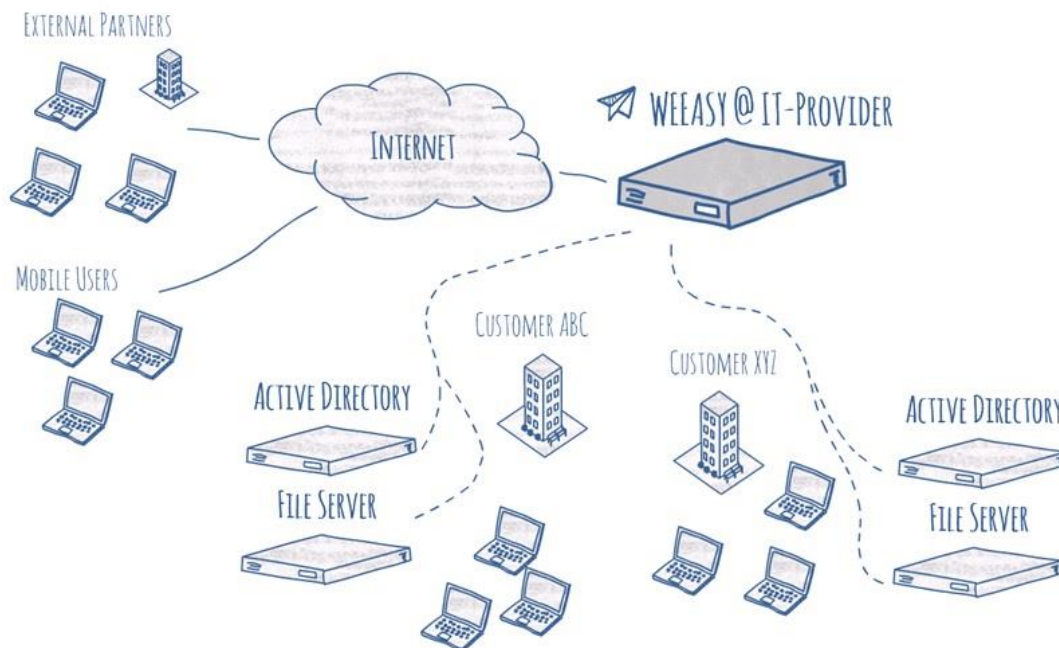 External Partners
Internet
WEEASY @ IT-Provider
Mobile Users
Customer ABC
Customer XYZ
Active Directory
File Server
Active Directory
File Server